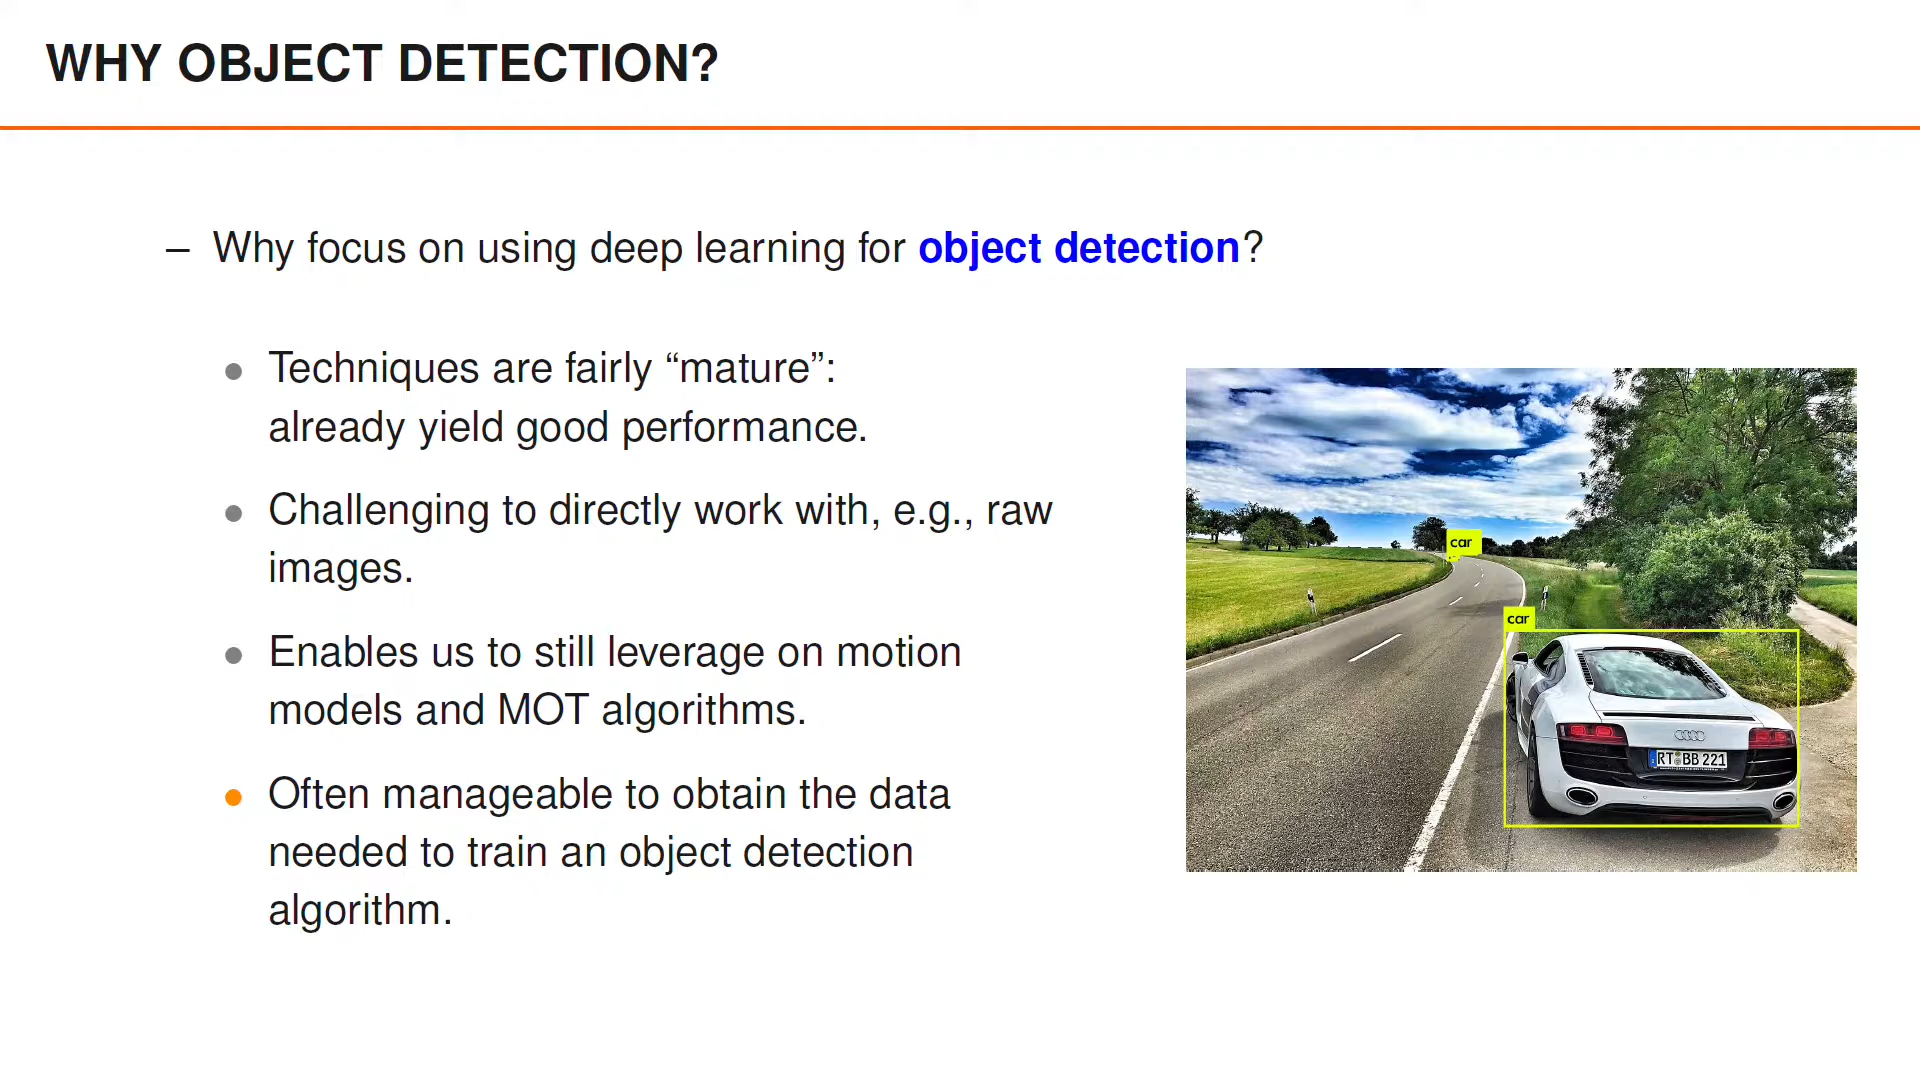 WHY OBJECT DETECTION?
– Why focus on using deep learning for object detection?
• Techniques are fairly “mature”:
already yield good performance.
• Challenging to directly work with, e.g., raw
images.
• Enables us to still leverage on motion
models and MOT algorithms.
• Often manageable to obtain the data
needed to train an object detection
algorithm.
car
car
RT BB 221